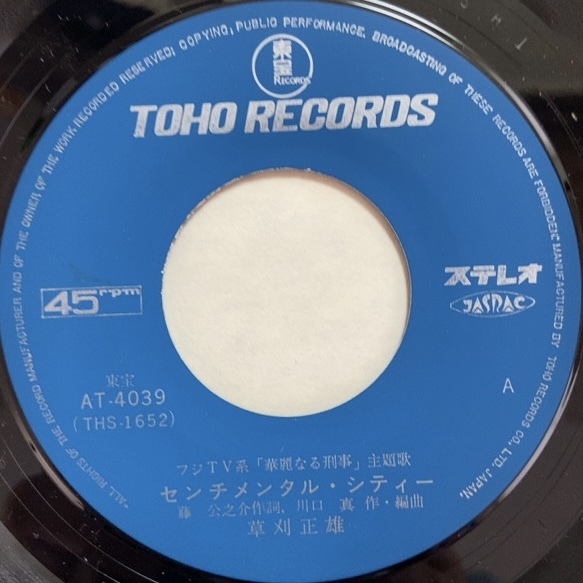 "ALL RIGHTS OF THE RECORD MANUFACTURER AND OF THE OWNER OF THE WORK RECORDED RESERVED; COPYING, PUBLIC PERFORMANCE, BROADCASTING OF THESE RECORDS ARE FORBIDDEN." MANUFACTURED BY TOHO RECORDS CO., LTD. JAPAN.
東宝
RECORDS
TOHO RECORDS
45rpm
ステレオ
JASRAC
東宝
AT-4039
(THS-1652)
A
フジTV系「華麗なる刑事」主題歌
センチメンタル・シティー
藤 公之介作詞、川口 真 作・編曲
草刈正雄